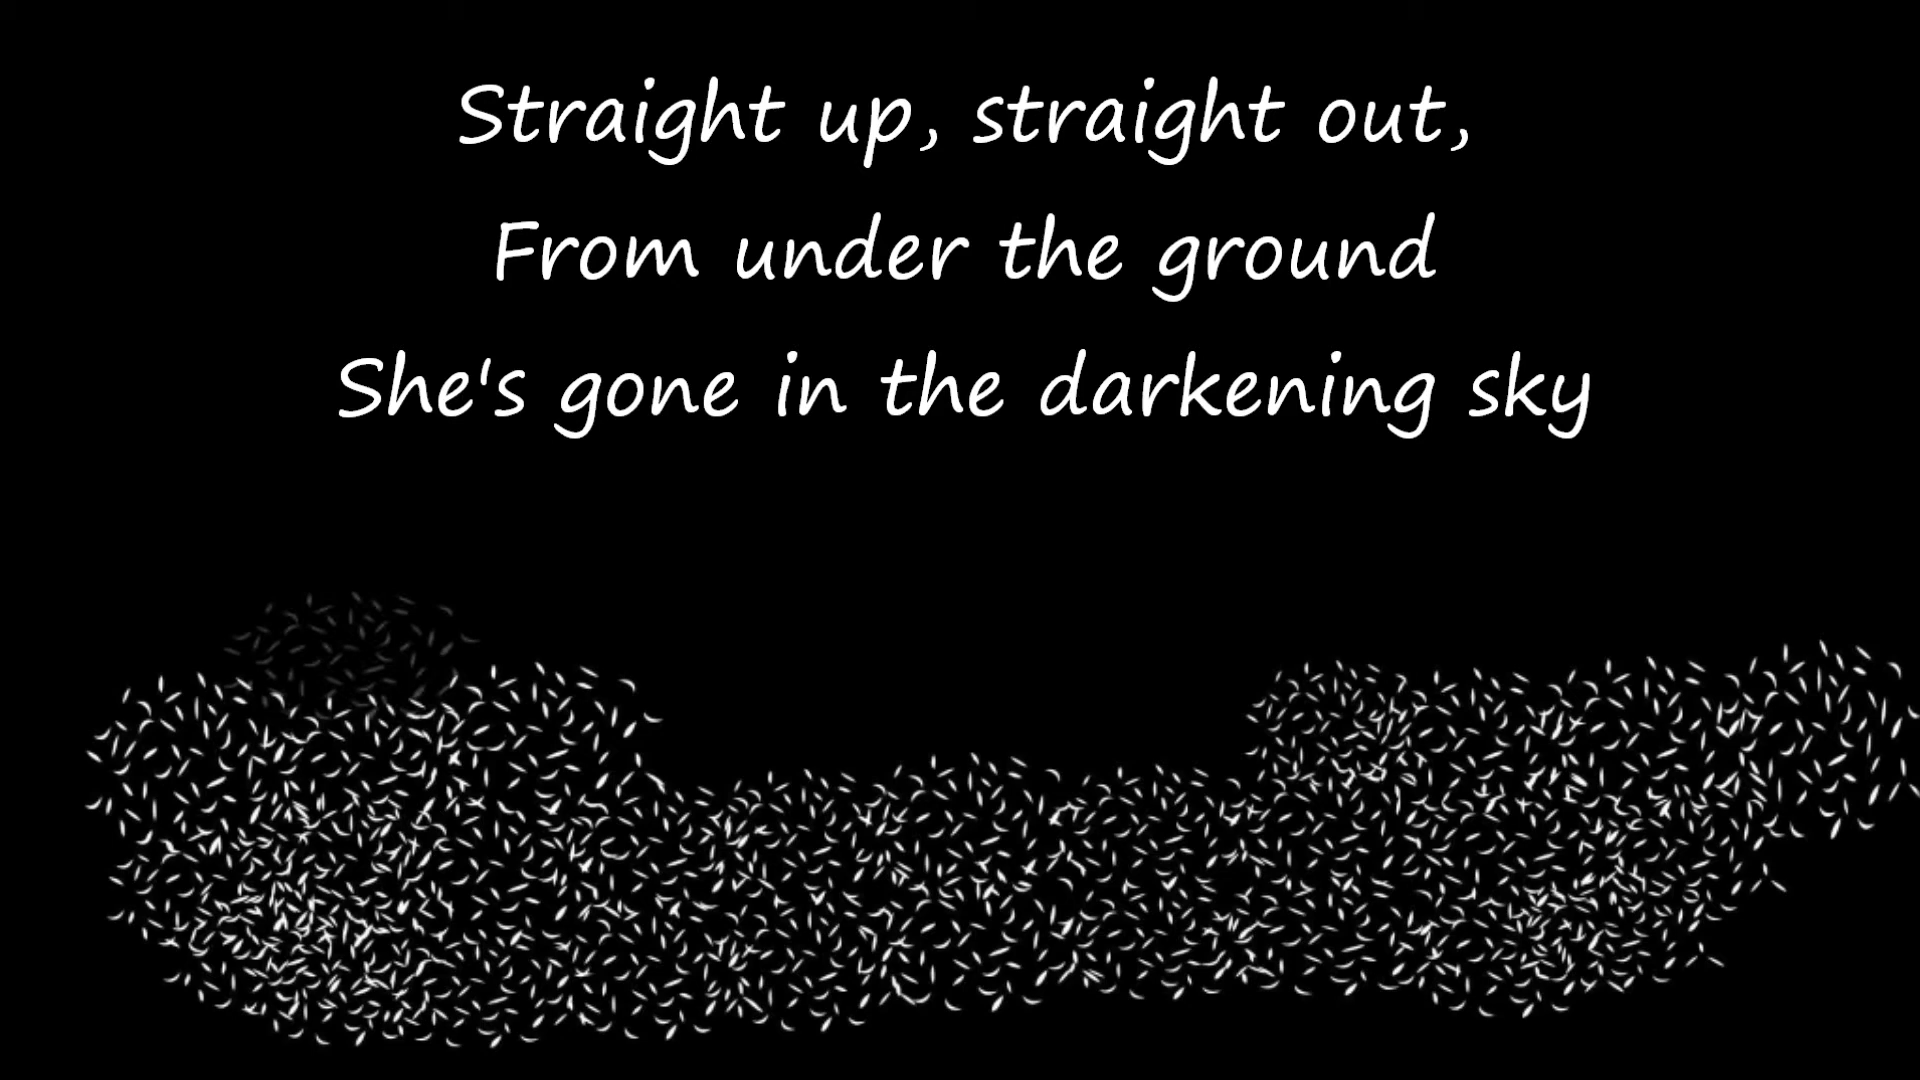 Straight up, straight out,
From under the ground
She's gone in the darkening sky